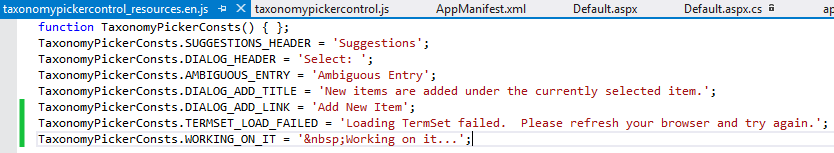 taxonomypickercontrol_resources.en.js taxonomypickercontrol.js AppManifest.xml Default.aspx Default.aspx.cs ap
function TaxonomyPickerConsts() { };
TaxonomyPickerConsts.SUGGESTIONS_HEADER = 'Suggestions';
TaxonomyPickerConsts.DIALOG_HEADER = 'Select: ';
TaxonomyPickerConsts.AMBIGUOUS_ENTRY = 'Ambiguous Entry';
TaxonomyPickerConsts.DIALOG_ADD_TITLE = 'New items are added under the currently selected item.';
TaxonomyPickerConsts.DIALOG_ADD_LINK = 'Add New Item';
TaxonomyPickerConsts.TERMSET_LOAD_FAILED = 'Loading TermSet failed.  Please refresh your browser and try again.';
TaxonomyPickerConsts.WORKING_ON_IT = '&nbsp;Working on it...';